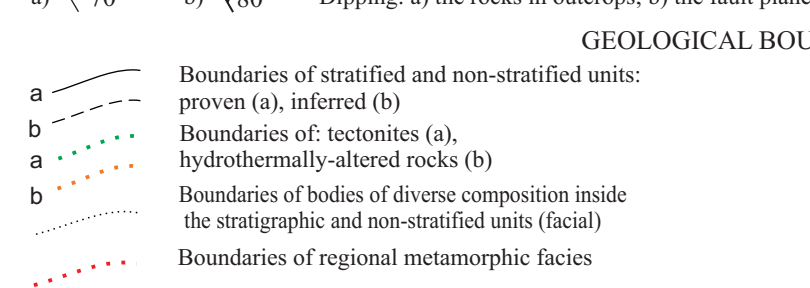 a) 70 b) 80 Dipping: a) the rocks in outcrops; b) the fault plane
GEOLOGICAL BOU
a
Boundaries of stratified and non-stratified units:
b
proven (a), inferred (b)
a
Boundaries of: tectonites (a),
b
hydrothermally-altered rocks (b)
Boundaries of bodies of diverse composition inside
the stratigraphic and non-stratified units (facial)
Boundaries of regional metamorphic facies